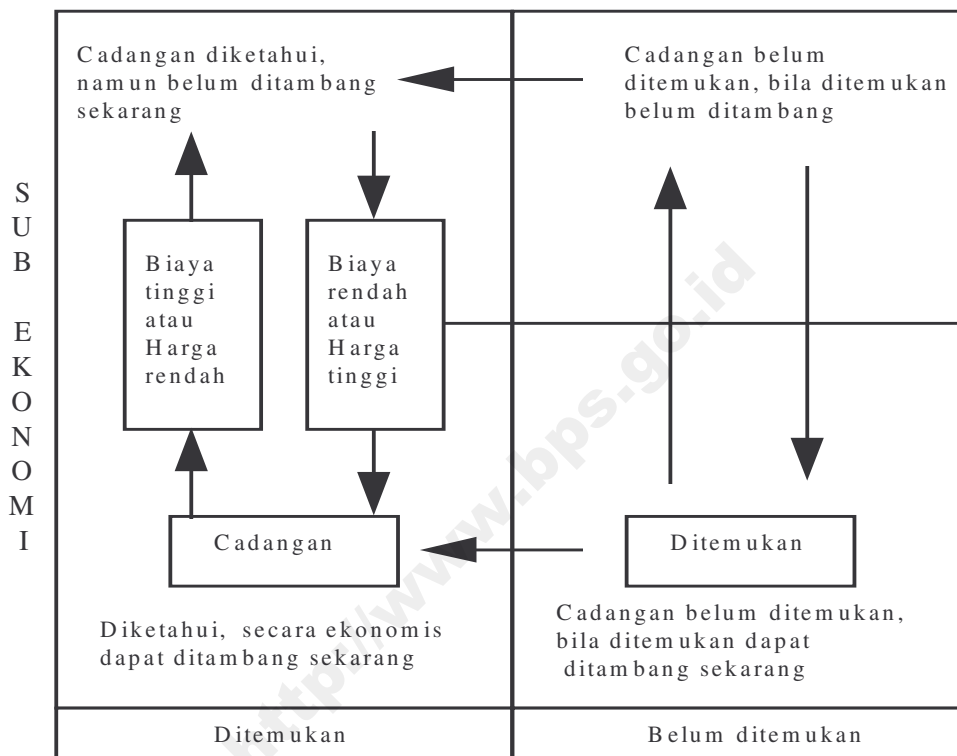 Cadangan diketahui,
namun belum ditambang
sekarang
Cadangan belum
ditemukan, bila ditemukan
belum ditambang
SUB EKONOMI
Biaya
tinggi
atau
Harga
rendah
Biaya
rendah
atau
Harga
tinggi
Cadangan
Ditemukan
Diketahui, secara ekonomis
dapat ditambang sekarang
Cadangan belum ditemukan,
bila ditemukan dapat
ditambang sekarang
Ditemukan
Belum ditemukan
http://www.bps.go.id